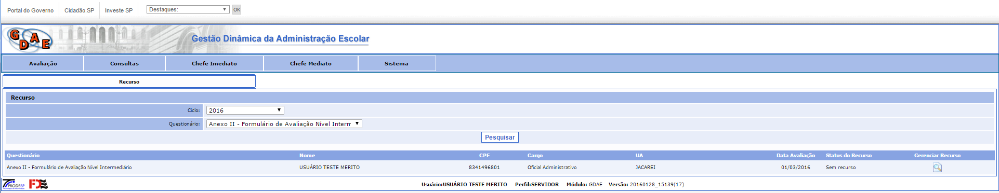 Portal do Governo Cidadão.SP Investe SP Destaques: OK
GDAE
Gestão Dinâmica da Administração Escolar
Avaliação Consultas Chefe Imediato Chefe Mediato Sistema
Recurso
Recurso
Ciclo: 2016
Questionário: Anexo II - Formulário de Avaliação Nível Interm
Pesquisar
Questionário Nome CPF Cargo UA Data Avaliação Status do Recurso Gerenciar Recurso
Anexo II - Formulário de Avaliação Nível Intermediário USUÁRIO TESTE MERITO 8341496801 Oficial Administrativo JACAREI 01/03/2016 Sem recurso
PRODESP
Tecnologia da Informação
FDE
Usuário:USUÁRIO TESTE MERITO Perfil:SERVIDOR Módulo: GDAE Versão: 20160128_15139(17)